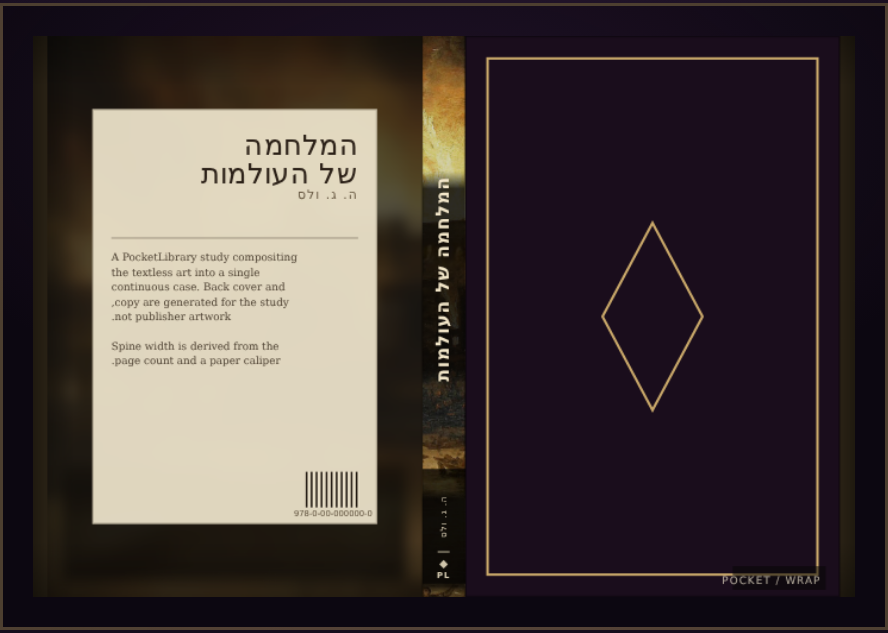 המלחמה
של העולמות
ה. ג. ולס
A PocketLibrary study compositing
the textless art into a single
continuous case. Back cover and
,copy are generated for the study
.not publisher artwork
Spine width is derived from the
.page count and a paper caliper
978-0-00-000000-0
המלחמה של העולמות
ה. ג. ולס
PL
POCKET / WRAP